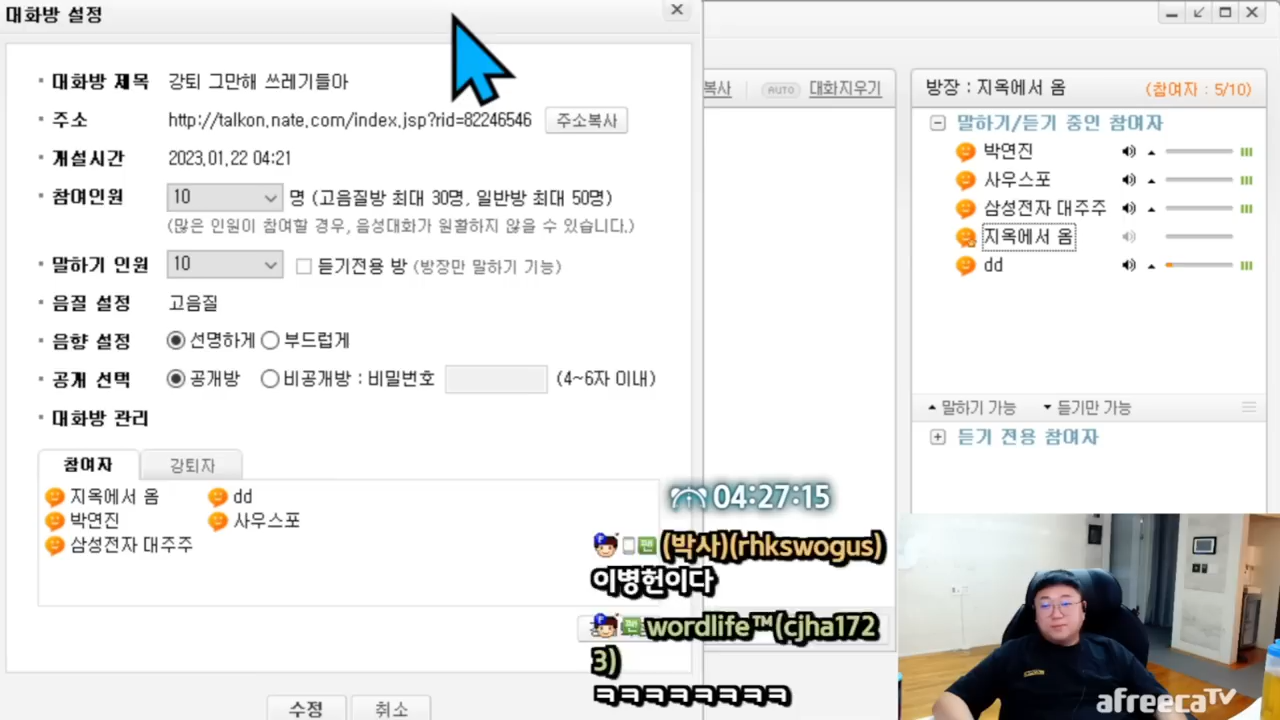 대화방 설정
대화방 제목 강퇴 그만해 쓰레기들아
주소 http://talkon.nate.com/index.jsp?rid=82246546 주소복사
개설시간 2023.01.22 04:21
참여인원 10 명 (고음질방 최대 30명, 일반방 최대 50명)
(많은 인원이 참여할 경우, 음성대화가 원활하지 않을 수 있습니다.)
말하기 인원 10 듣기전용 방 (방장만 말하기 가능)
음질 설정 고음질
음향 설정 선명하게 부드럽게
공개 선택 공개방 비공개방 : 비밀번호 (4~6자 이내)
대화방 관리
참여자 강퇴자
지옥에서 옴 dd
박연진 사우스포
삼성전자 대주주
수정 취소
복사 AUTO 대화지우기
방장 : 지옥에서 옴 (참여자 : 5/10)
말하기/듣기 중인 참여자
박연진
사우스포
삼성전자 대주주
지옥에서 옴
dd
말하기 가능 듣기만 가능
듣기 전용 참여자
04:27:15
팬 (박사)(rhkswogus)
이병헌이다
팬 wordlife™(cjha172
3)
ㅋㅋㅋㅋㅋㅋㅋㅋ
afreecaTV